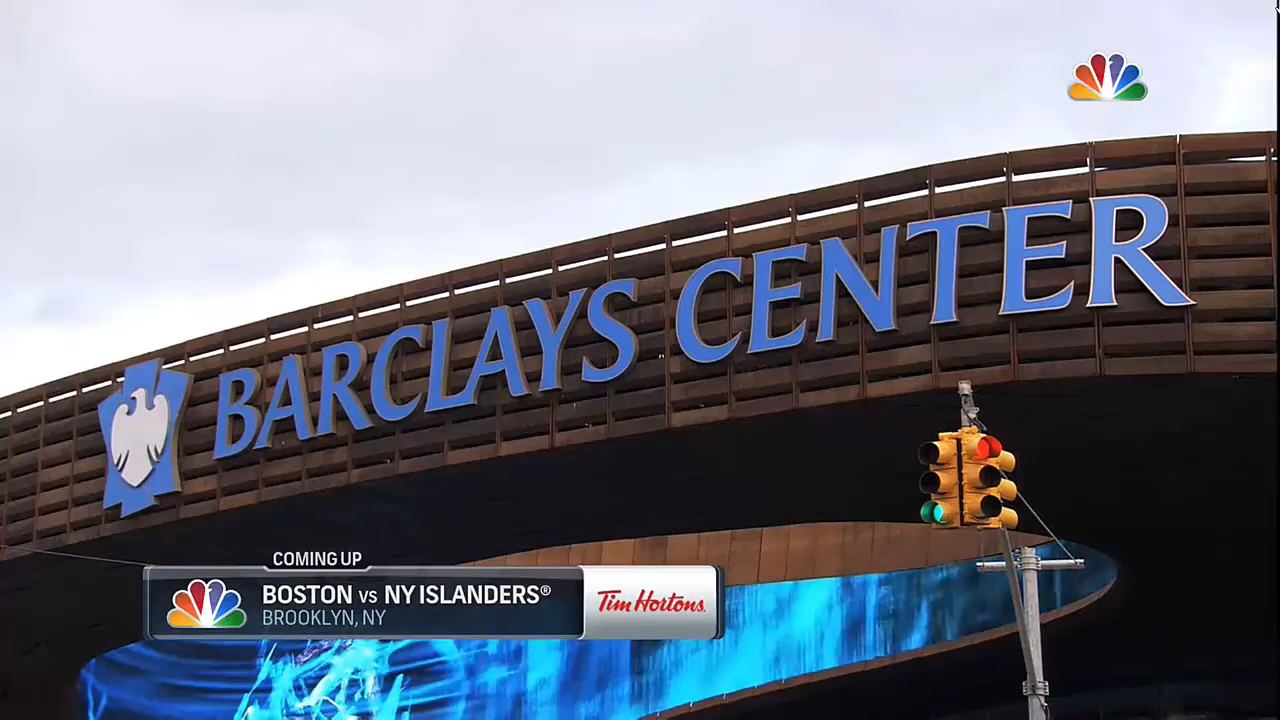 BARCLAYS CENTER
COMING UP
BOSTON VS NY ISLANDERS®
BROOKLYN, NY
Tim Hortons.